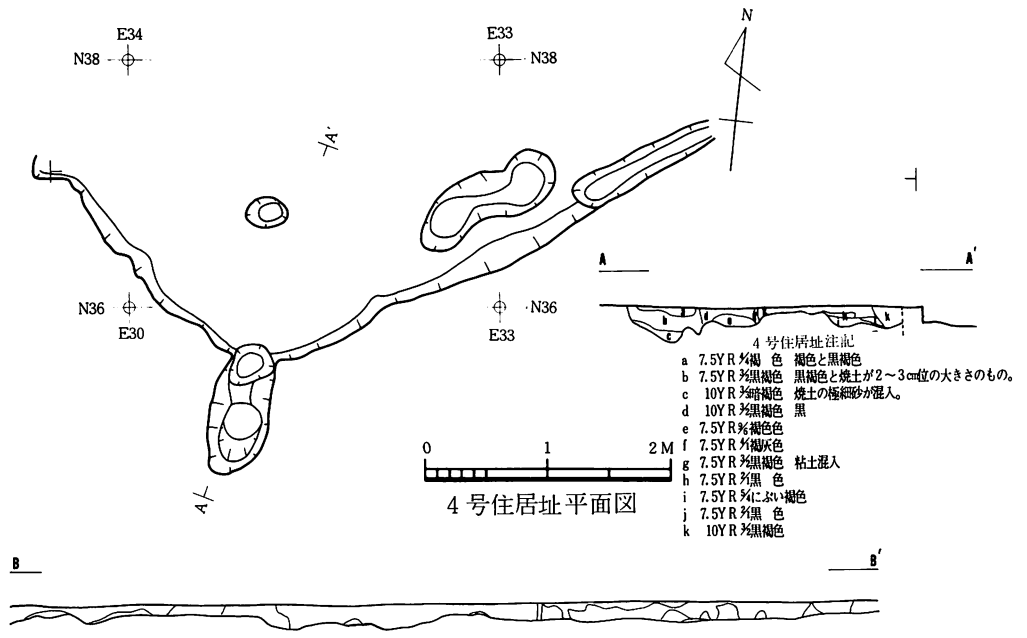 E34
N38
E33
N38
N
A'
A
A'
N36
E30
N36
E33
A
4号住居址注記
a 7.5YR 褐 色 褐色と黒褐色
b 7.5YR 黒褐色 黒褐色と焼土が2〜3㎝位の大きさのもの。
c 10YR 暗褐色 焼土の極細砂が混入。
d 10YR 黒褐色 黒
e 7.5YR 褐色色
f 7.5YR 褐灰色
g 7.5YR 黒褐色 粘土混入
h 7.5YR 黒 色
i 7.5YR にぶい褐色
j 7.5YR 黒 色
k 10YR 黒褐色
0 1 2M
4号住居址平面図
B
B'